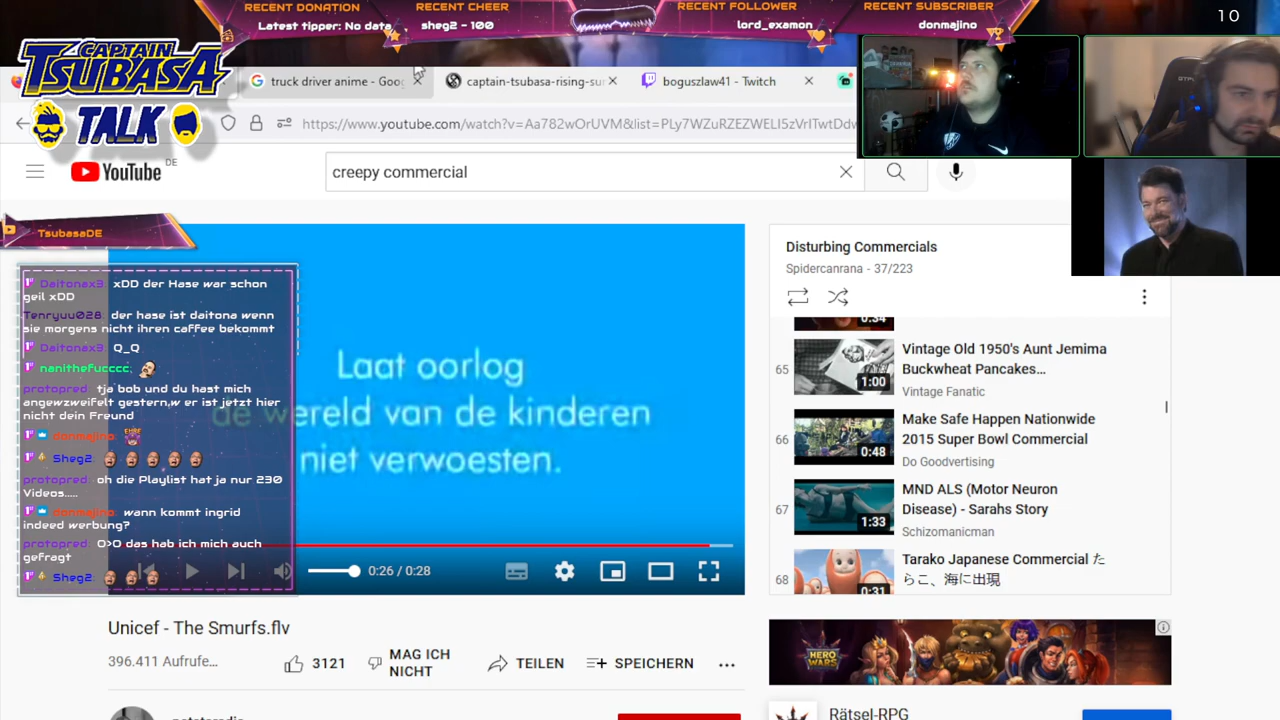 RECENT DONATION
Latest tipper: No data
RECENT CHEER
sheg2 - 100
RECENT FOLLOWER
lord_examon
RECENT SUBSCRIBER
donmajino
10
CAPTAIN
TSUBASA
TALK
truck driver anime - Goo
captain-tsubasa-rising-su
boguszlaw41 - Twitch
https://www.youtube.com/watch?v=Aa782wOrUVM&list=PLy7WZuRZEZWELI5zVrITwtDdw
YouTube
DE
creepy commercial
TsubasaDE
Daitonax3: xDD der Hase war schon
geil xDD
Tenryuu028: der hase ist daitona wenn
sie morgens nicht ihren caffee bekommt
Daitonax3: Q_Q
nanitheFucccc:
protopred: tja bob und du hast mich
angewzweifelt gestern,w er ist jetzt hier
nicht dein Freund
donmajino:
Sheg2:
protopred: oh die Playlist hat ja nur 230
Videos.....
donmajino: wann kommt ingrid
indeed werbung?
protopred: O>O das hab ich mich auch
gefragt
Sheg2:
Laat oorlog
de wereld van de kinderen
niet verwoesten.
0:26 / 0:28
Disturbing Commercials
Spidercanrana - 37/223
0:34
65
1:00
Vintage Old 1950's Aunt Jemima
Buckwheat Pancakes...
Vintage Fanatic
66
0:48
Make Safe Happen Nationwide
2015 Super Bowl Commercial
Do Goodvertising
67
1:33
MND ALS (Motor Neuron
Disease) - Sarahs Story
Schizomanicman
68
0:31
Tarako Japanese Commercial た
らこ、海に出現
Unicef - The Smurfs.flv
396.411 Aufrufe...
3121
MAG ICH
NICHT
TEILEN
SPEICHERN
HERO
WARS
Rätsel-RPG